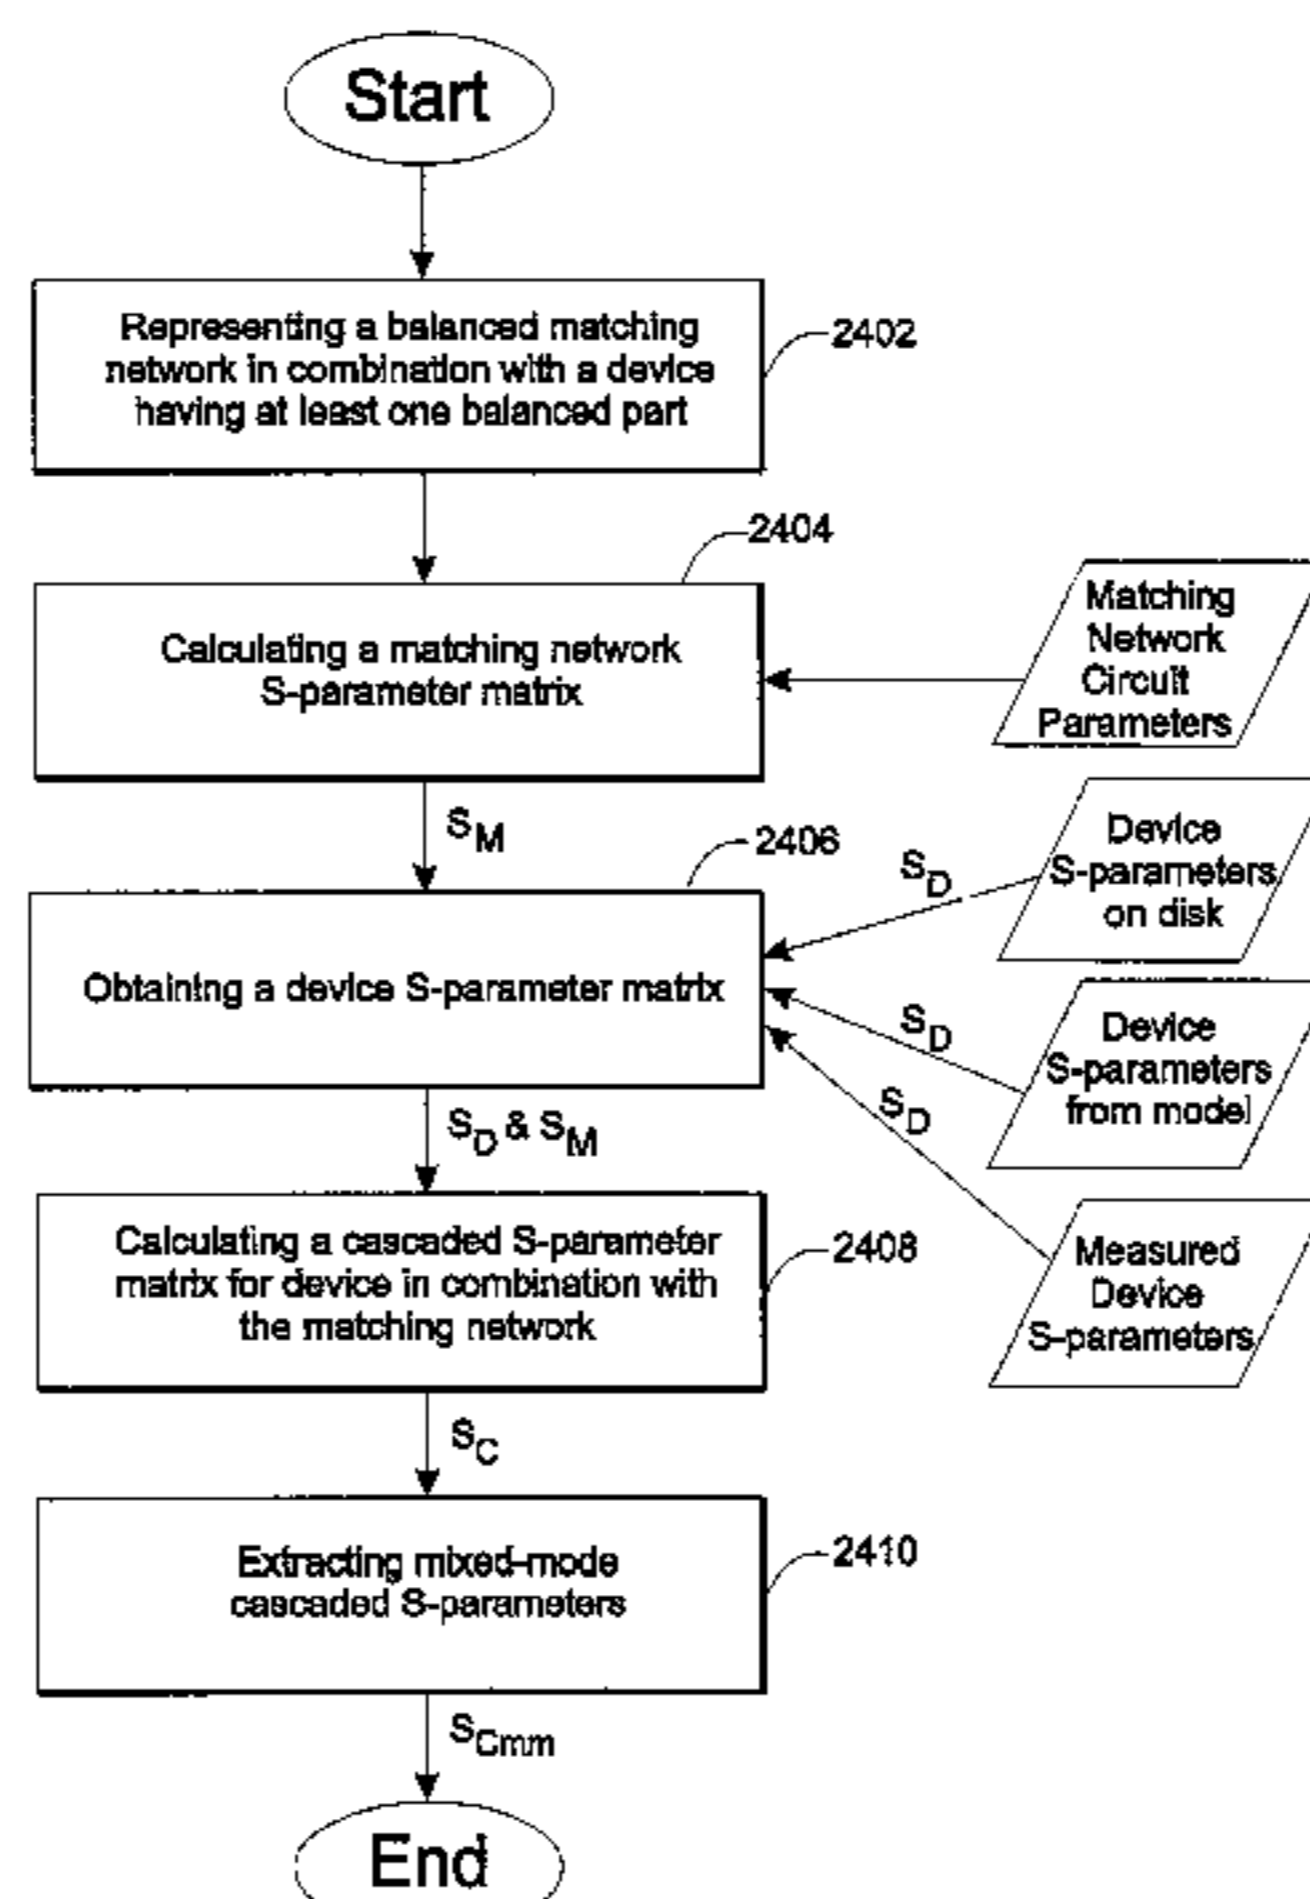 Start
Representing a balanced matching
network in combination with a device
having at least one balanced part
2402
2404
Calculating a matching network
S-parameter matrix
Matching
Network
Circuit
Parameters
SM
2406
Obtaining a device S-parameter matrix
SD
Device
S-parameters
on disk
SD
Device
S-parameters
from model
SD
Measured
Device
S-parameters
SD & SM
Calculating a cascaded S-parameter
matrix for device in combination with
the matching network
2408
SC
Extracting mixed-mode
cascaded S-parameters
2410
SCmm
End